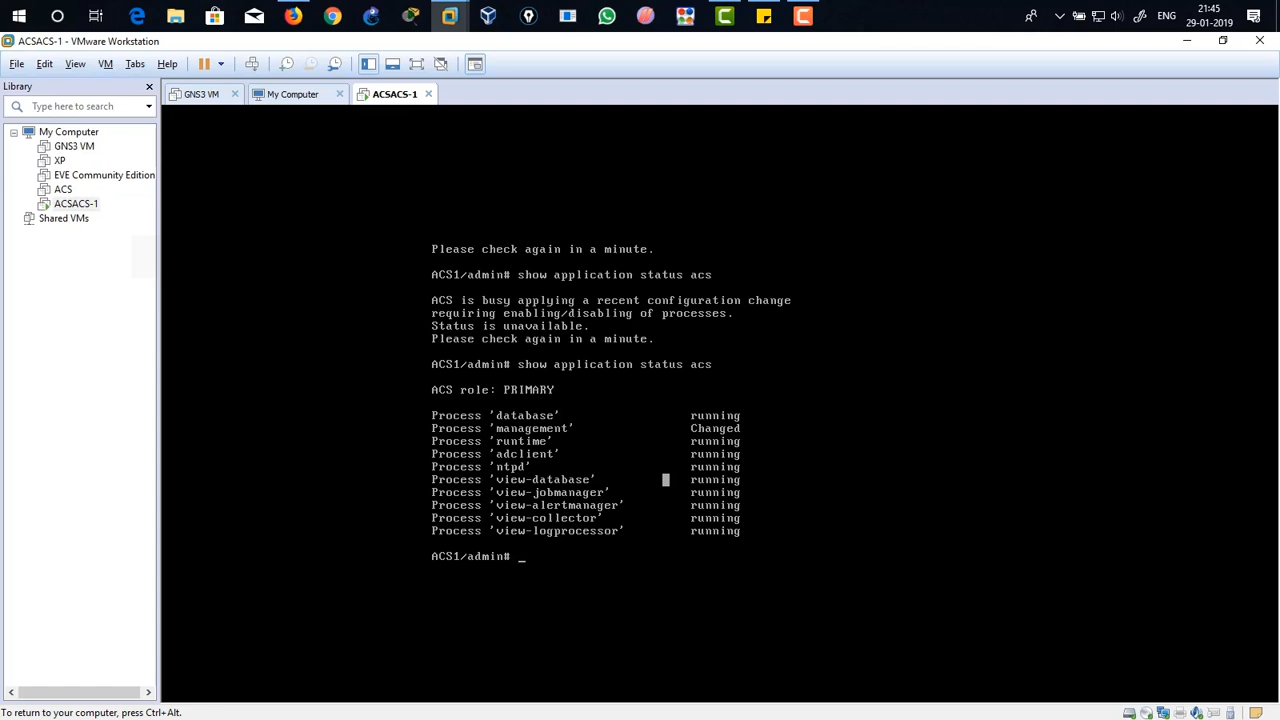 21:45
ENG
29-01-2019
ACSACS-1 - VMware Workstation
File Edit View VM Tabs Help
Library
Type here to search
GNS3 VM
My Computer
ACSACS-1
My Computer
GNS3 VM
XP
EVE Community Edition
ACS
ACSACS-1
Shared VMs
Please check again in a minute.
ACS1/admin# show application status acs
ACS is busy applying a recent configuration change
requiring enabling/disabling of processes.
Status is unavailable.
Please check again in a minute.
ACS1/admin# show application status acs
ACS role: PRIMARY
Process 'database' running
Process 'management' Changed
Process 'runtime' running
Process 'adclient' running
Process 'ntpd' running
Process 'view-database' running
Process 'view-jobmanager' running
Process 'view-alertmanager' running
Process 'view-collector' running
Process 'view-logprocessor' running
ACS1/admin# _
To return to your computer, press Ctrl+Alt.